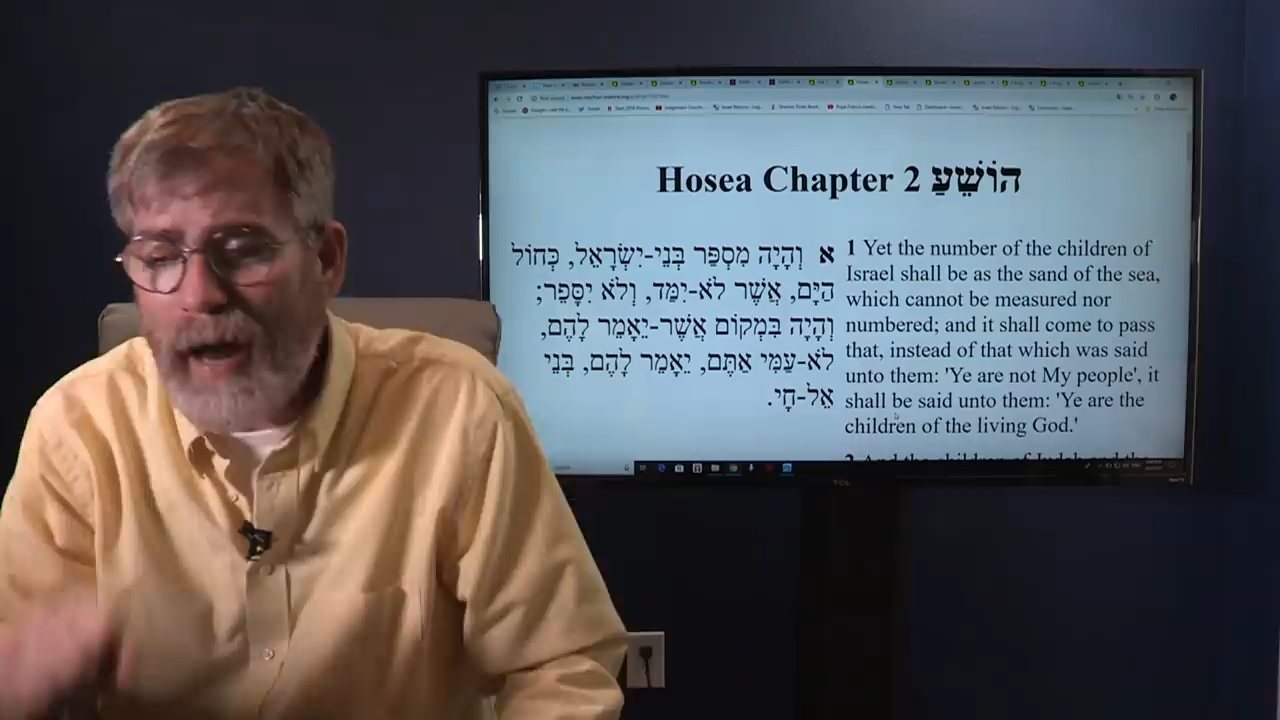 Hosea Chapter 2 הוֹשֵׁעַ
א וְהָיָה מִסְפַּר בְּנֵי-יִשְׂרָאֵל, כְּחוֹל
הַיָּם, אֲשֶׁר לֹא-יִמַּד, וְלֹא יִסָּפֵר;
וְהָיָה בִּמְקוֹם אֲשֶׁר-יֵאָמֵר לָהֶם,
לֹא-עַמִּי אַתֶּם, יֵאָמֵר לָהֶם, בְּנֵי
אֵל-חָי.
1 Yet the number of the children of
Israel shall be as the sand of the sea,
which cannot be measured nor
numbered; and it shall come to pass
that, instead of that which was said
unto them: 'Ye are not My people', it
shall be said unto them: 'Ye are the
children of the living God.'
TCL